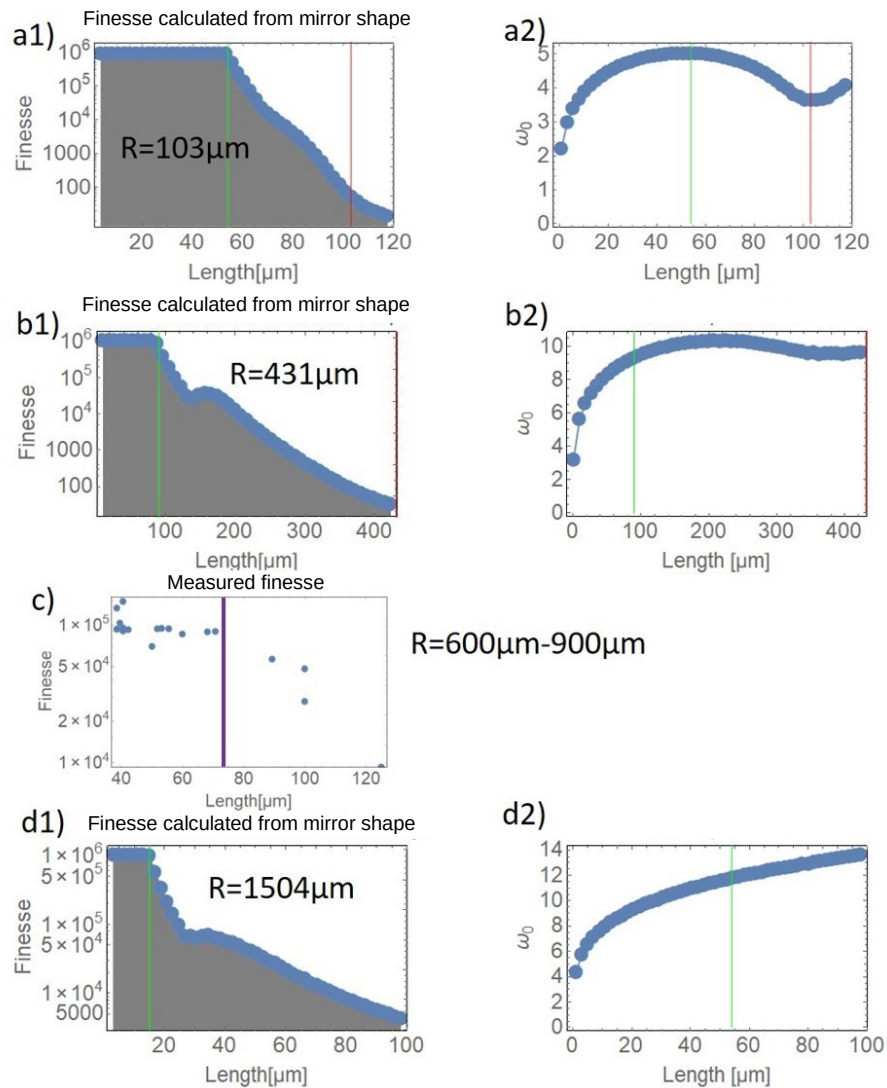 Finesse calculated from mirror shape
a1)
10⁶
10⁵
10⁴
1000
100
Finesse
R=103μm
20 40 60 80 100 120
Length[μm]
a2)
5
4
3
2
1
0
ω₀
0 20 40 60 80 100 120
Length [μm]
Finesse calculated from mirror shape
b1)
10⁶
10⁵
10⁴
1000
100
Finesse
R=431μm
100 200 300 400
Length[μm]
b2)
10
8
6
4
2
0
ω₀
0 100 200 300 400
Length [μm]
Measured finesse
c)
1×10⁵
5×10⁴
2×10⁴
1×10⁴
Finesse
40 60 80 100 120
Length[μm]
R=600μm-900μm
d1) Finesse calculated from mirror shape
1×10⁶
5×10⁵
1×10⁵
5×10⁴
1×10⁴
5000
Finesse
R=1504μm
20 40 60 80 100
Length[μm]
d2)
14
12
10
8
6
4
2
0
ω₀
0 20 40 60 80 100
Length [μm]